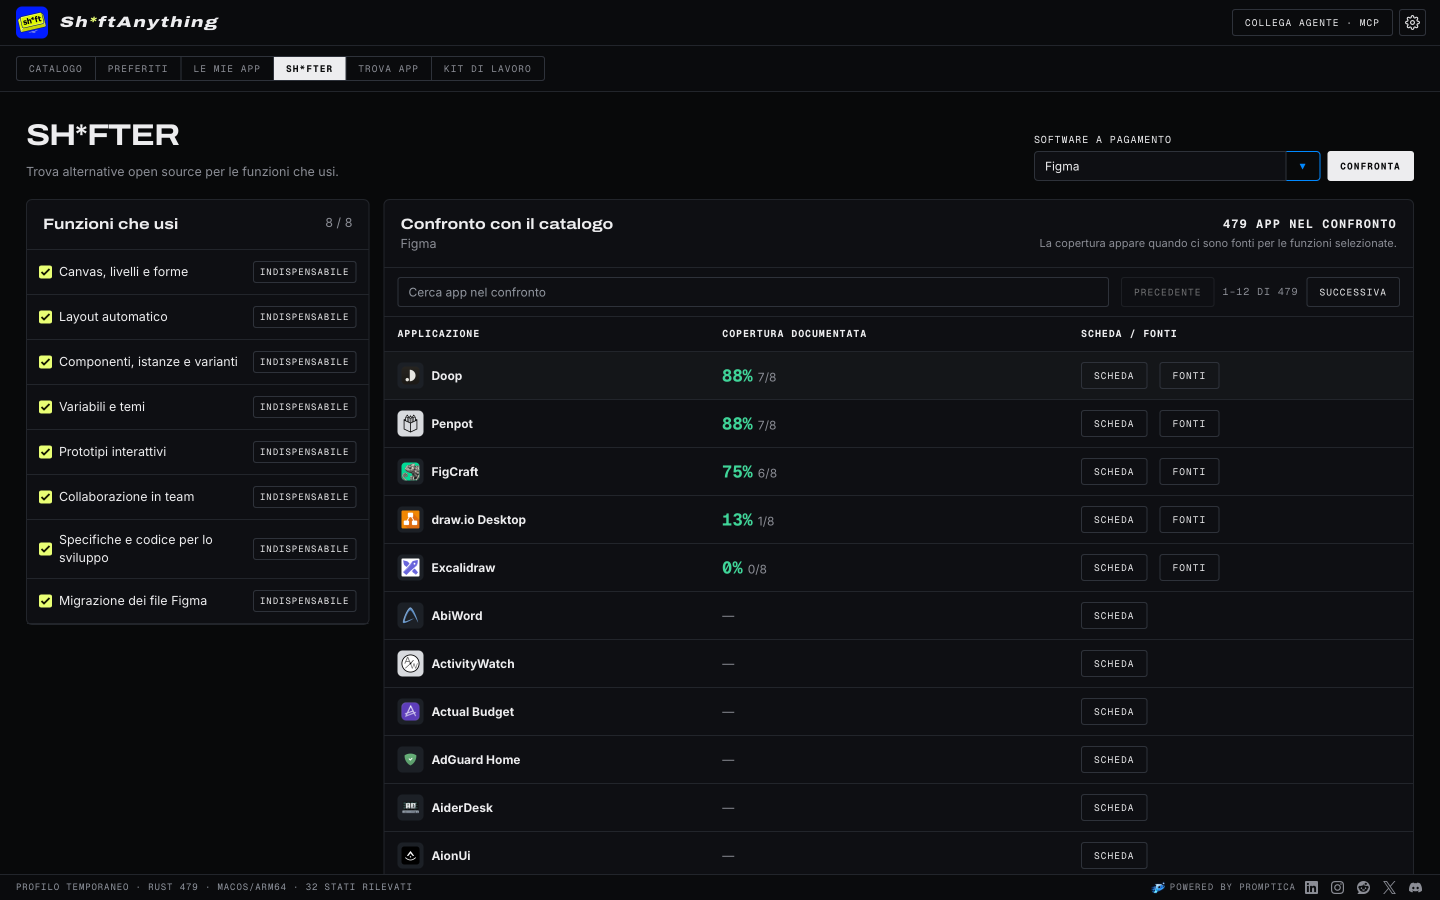 sh*ft
Sh*ftAnything
COLLEGA AGENTE · MCP
CATALOGO
PREFERITI
LE MIE APP
SH*FTER
TROVA APP
KIT DI LAVORO
SH*FTER
Trova alternative open source per le funzioni che usi.
SOFTWARE A PAGAMENTO
Figma
CONFRONTA
Funzioni che usi
8 / 8
Canvas, livelli e forme
INDISPENSABILE
Layout automatico
INDISPENSABILE
Componenti, istanze e varianti
INDISPENSABILE
Variabili e temi
INDISPENSABILE
Prototipi interattivi
INDISPENSABILE
Collaborazione in team
INDISPENSABILE
Specifiche e codice per lo
sviluppo
INDISPENSABILE
Migrazione dei file Figma
INDISPENSABILE
Confronto con il catalogo
Figma
479 APP NEL CONFRONTO
La copertura appare quando ci sono fonti per le funzioni selezionate.
Cerca app nel confronto
PRECEDENTE
1–12 DI 479
SUCCESSIVA
APPLICAZIONE
COPERTURA DOCUMENTATA
SCHEDA / FONTI
Doop
88% 7/8
SCHEDA
FONTI
Penpot
88% 7/8
SCHEDA
FONTI
FigCraft
75% 6/8
SCHEDA
FONTI
draw.io Desktop
13% 1/8
SCHEDA
FONTI
Excalidraw
0% 0/8
SCHEDA
FONTI
AbiWord
—
SCHEDA
ActivityWatch
—
SCHEDA
Actual Budget
—
SCHEDA
AdGuard Home
—
SCHEDA
AiderDesk
—
SCHEDA
AionUi
—
SCHEDA
PROFILO TEMPORANEO · RUST 479 · MACOS/ARM64 · 32 STATI RILEVATI
POWERED BY PROMPTICA